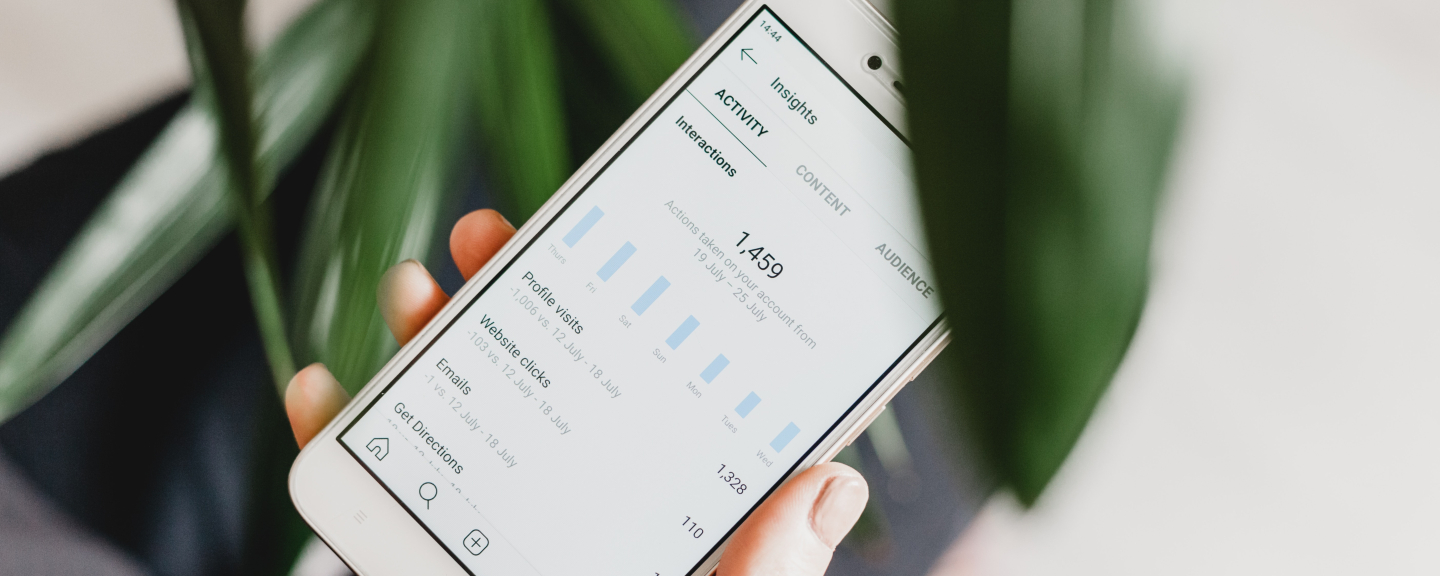 14:44
Insights
ACTIVITY
CONTENT
AUDIENCE
Interactions
1,459
Actions taken on your account from
19 July – 25 July
Thurs
Fri
Sat
Sun
Mon
Tues
Wed
Profile visits
1,328
-1,006 vs. 12 July - 18 July
Website clicks
110
-103 vs. 12 July - 18 July
Emails
-1 vs. 12 July - 18 July
Get Directions